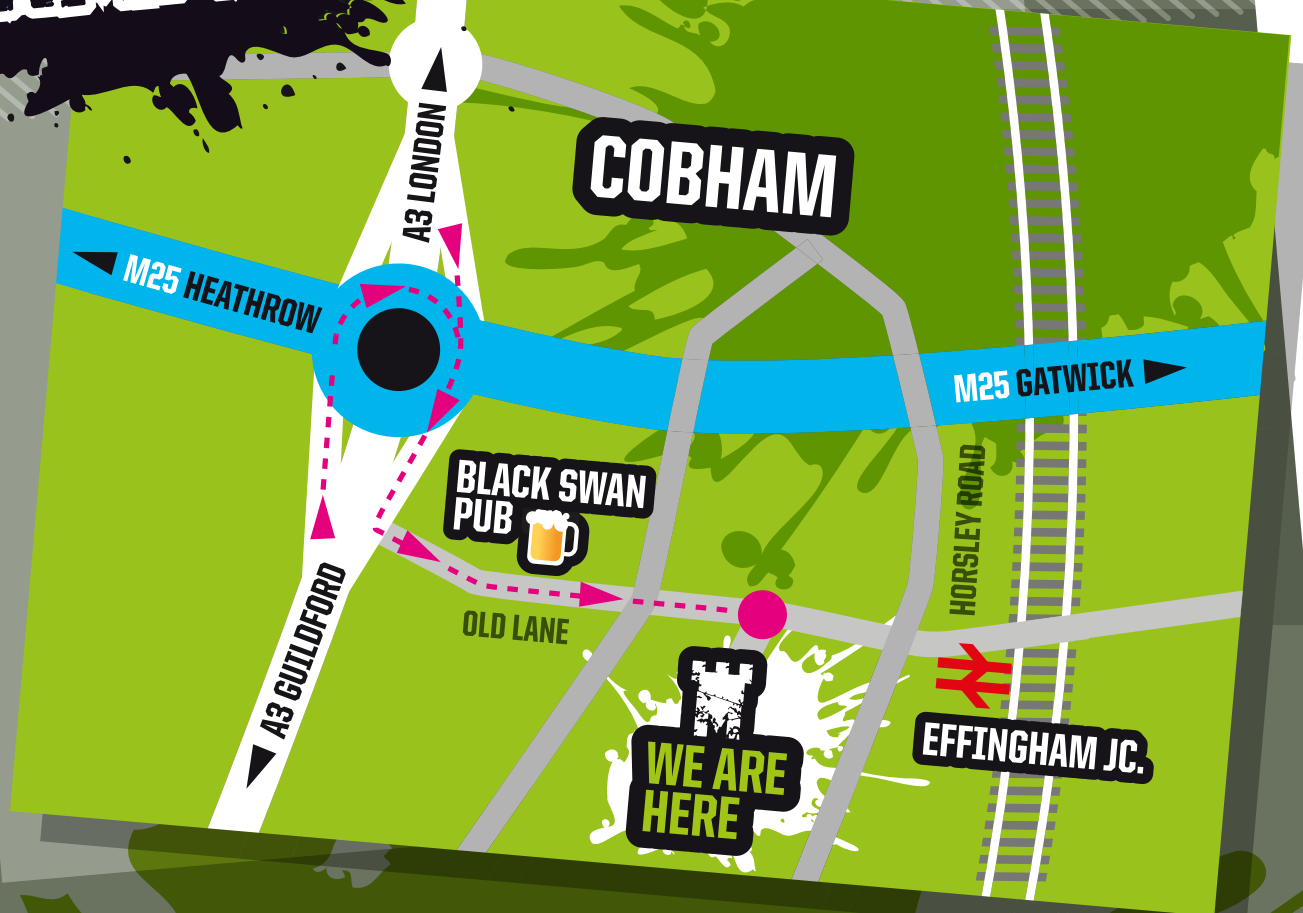 A3 LONDON
COBHAM
M25 HEATHROW
M25 GATWICK
BLACK SWAN
PUB
HORSLEY ROAD
OLD LANE
A3 GUILDFORD
EFFINGHAM JC.
WE ARE
HERE